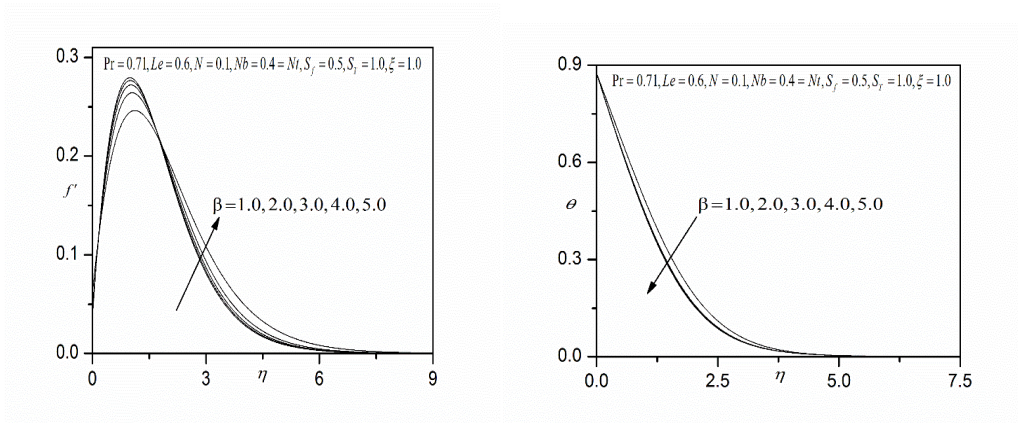 0.3
Pr = 0.71, Le = 0.6, N = 0.1, Nb = 0.4 = Nt, S_f = 0.5, S_T = 1.0, ξ = 1.0
0.2
f'
β=1.0, 2.0, 3.0, 4.0, 5.0
0.1
0.0
0 3 η 6 9
0.9
Pr = 0.71, Le = 0.6, N = 0.1, Nb = 0.4 = Nt, S_f = 0.5, S_T = 1.0, ξ = 1.0
0.6
θ
β=1.0, 2.0, 3.0, 4.0, 5.0
0.3
0.0
0.0 2.5 η 5.0 7.5